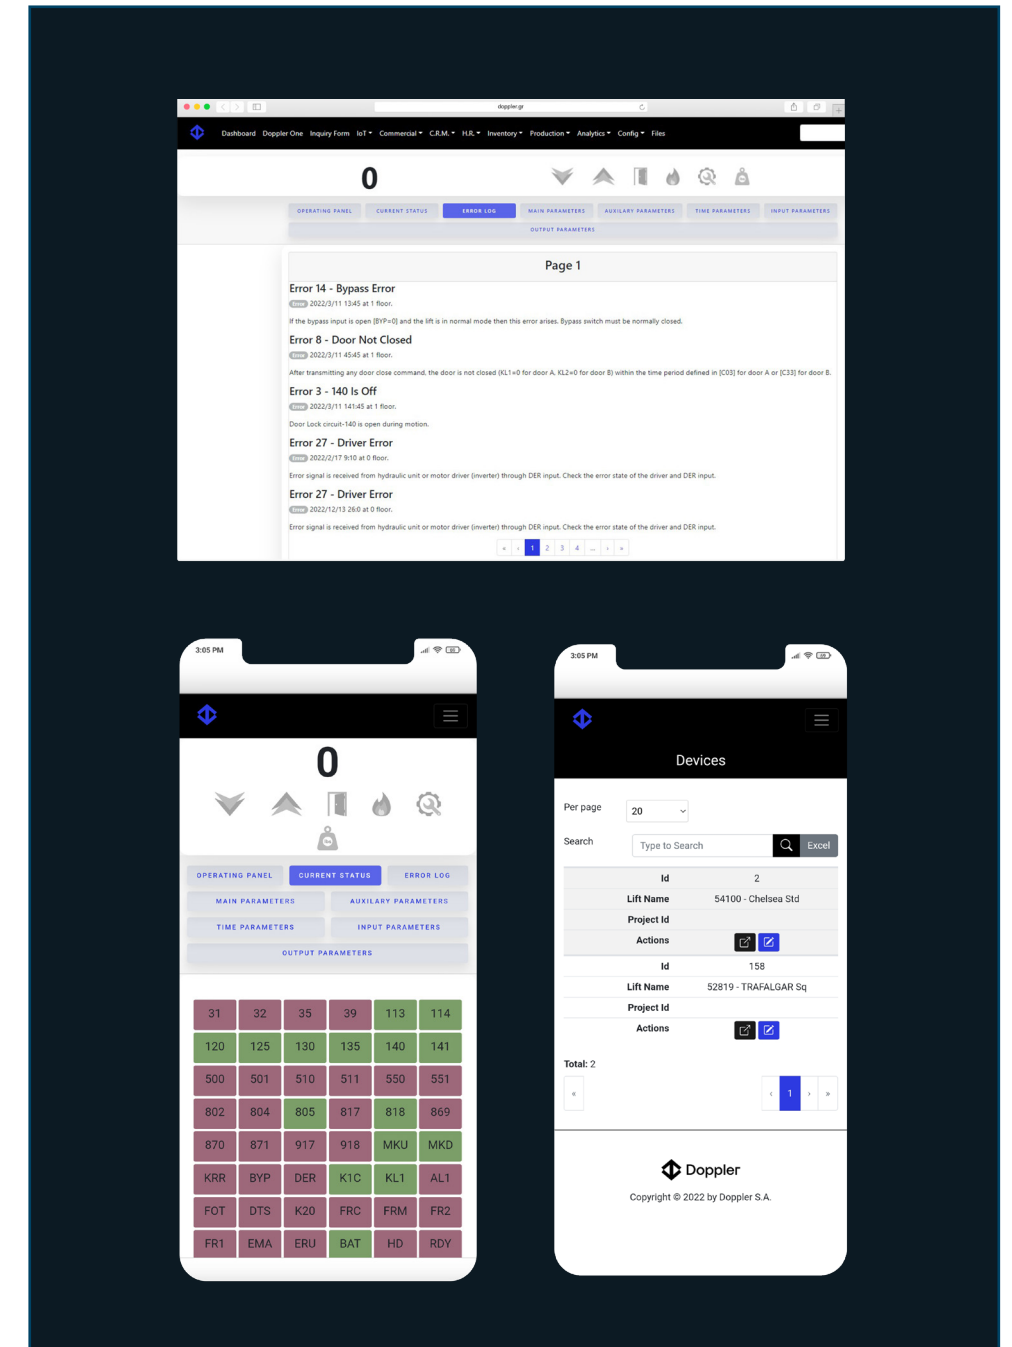 doppler.gr
Dashboard Doppler One Inquiry Form IoT Commercial C.R.M. H.R. Inventory Production Analytics Config Files
0
OPERATING PANEL CURRENT STATUS ERROR LOG MAIN PARAMETERS AUXILARY PARAMETERS TIME PARAMETERS INPUT PARAMETERS
OUTPUT PARAMETERS
Page 1
Error 14 - Bypass Error
Error 2022/3/11 13:45 at 1 floor.
If the bypass input is open [BYP=0] and the lift is in normal mode then this error arises. Bypass switch must be normally closed.
Error 8 - Door Not Closed
Error 2022/3/11 45:45 at 1 floor.
After transmitting any door close command, the door is not closed (KL1=0 for door A, KL2=0 for door B) within the time period defined in [C03] for door A or [C33] for door B.
Error 3 - 140 Is Off
Error 2022/3/11 141:45 at 1 floor.
Door Lock circuit-140 is open during motion.
Error 27 - Driver Error
Error 2022/2/17 9:10 at 0 floor.
Error signal is received from hydraulic unit or motor driver (inverter) through DER input. Check the error state of the driver and DER input.
Error 27 - Driver Error
Error 2022/12/13 26:0 at 0 floor.
Error signal is received from hydraulic unit or motor driver (inverter) through DER input. Check the error state of the driver and DER input.
« ‹ 1 2 3 4 ... › »
3:05 PM
0
OPERATING PANEL CURRENT STATUS ERROR LOG
MAIN PARAMETERS AUXILARY PARAMETERS
TIME PARAMETERS INPUT PARAMETERS
OUTPUT PARAMETERS
31 32 35 39 113 114
120 125 130 135 140 141
500 501 510 511 550 551
802 804 805 817 818 869
870 871 917 918 MKU MKD
KRR BYP DER K1C KL1 AL1
FOT DTS K20 FRC FRM FR2
FR1 EMA ERU BAT HD RDY
3:05 PM
Devices
Per page 20
Search Type to Search Excel
Id 2
Lift Name 54100 - Chelsea Std
Project Id
Actions
Id 158
Lift Name 52819 - TRAFALGAR Sq
Project Id
Actions
Total: 2
« ‹ 1 › »
Doppler
Copyright © 2022 by Doppler S.A.